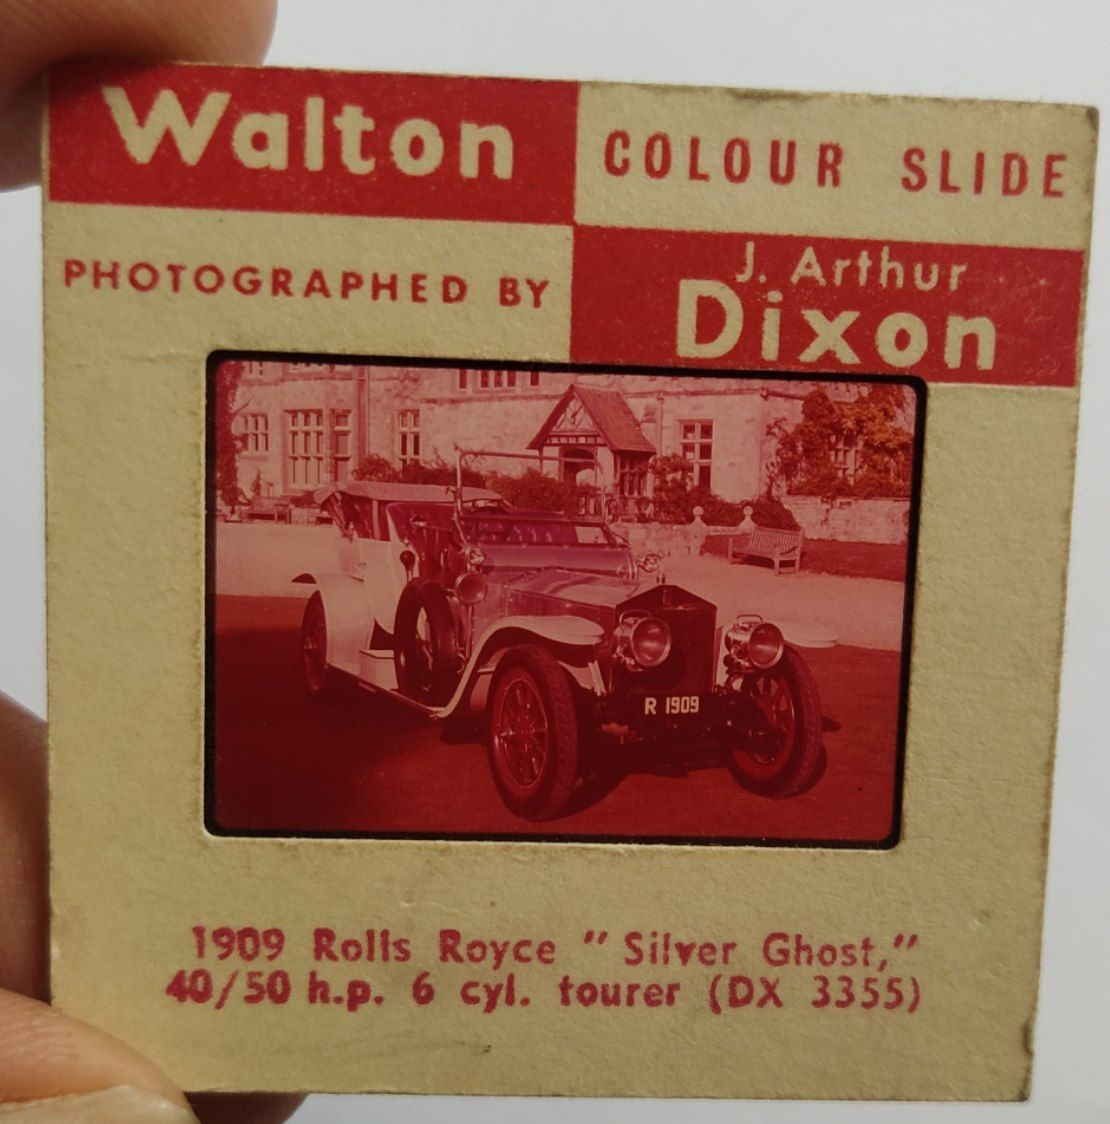 Walton COLOUR SLIDE
PHOTOGRAPHED BY J. Arthur
Dixon
R 1909
1909 Rolls Royce "Silver Ghost,"
40/50 h.p. 6 cyl. tourer (DX 3355)